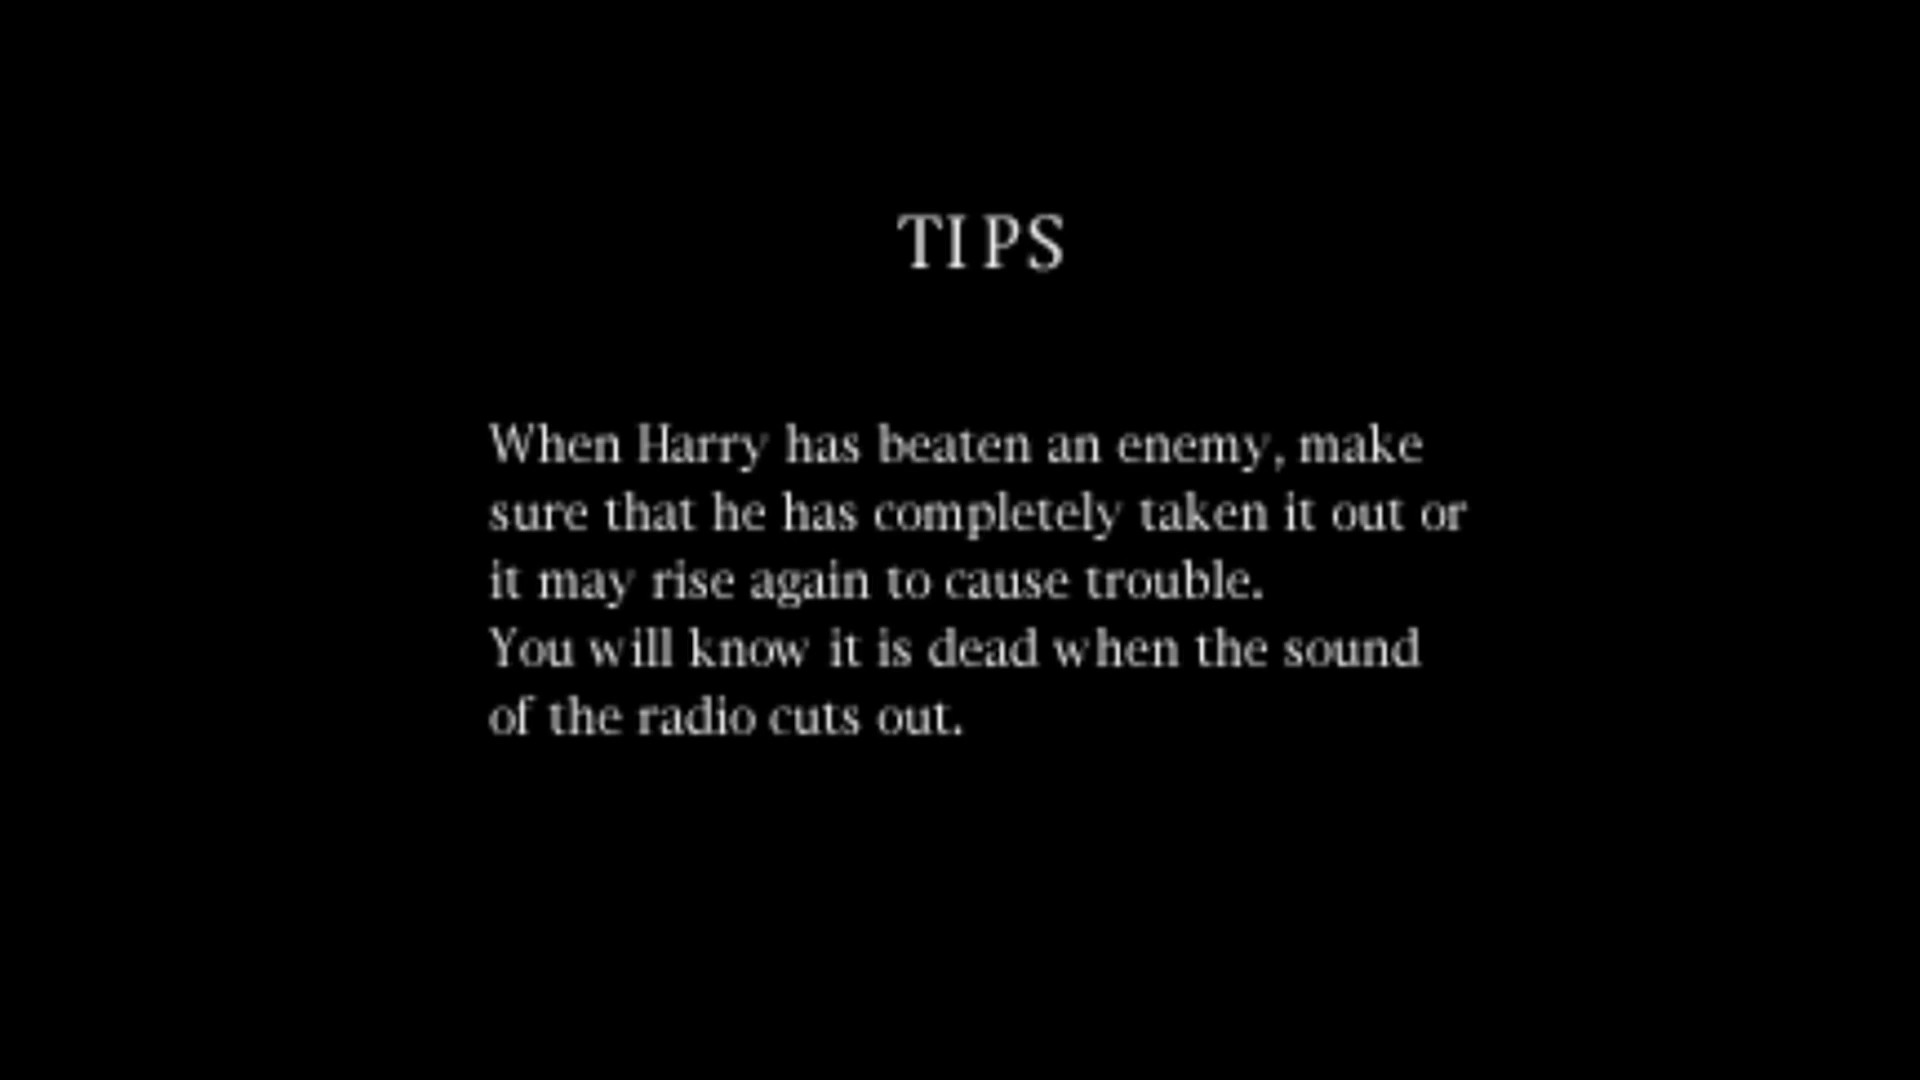 TIPS
When Harry has beaten an enemy, make
sure that he has completely taken it out or
it may rise again to cause trouble.
You will know it is dead when the sound
of the radio cuts out.